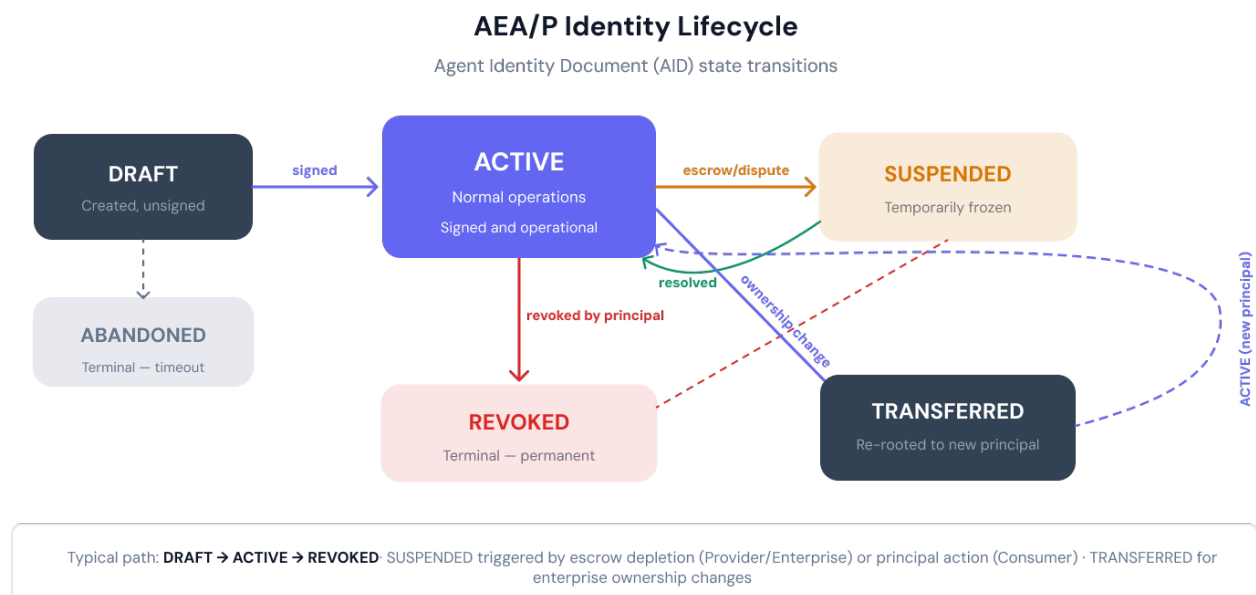 AEA/P Identity Lifecycle
Agent Identity Document (AID) state transitions
DRAFT
Created, unsigned
signed
ACTIVE
Normal operations
Signed and operational
escrow/dispute
SUSPENDED
Temporarily frozen
resolved
ownership change
ACTIVE (new principal)
revoked by principal
ABANDONED
Terminal — timeout
REVOKED
Terminal — permanent
TRANSFERRED
Re-rooted to new principal
Typical path: DRAFT → ACTIVE → REVOKED· SUSPENDED triggered by escrow depletion (Provider/Enterprise) or principal action (Consumer) · TRANSFERRED for
enterprise ownership changes